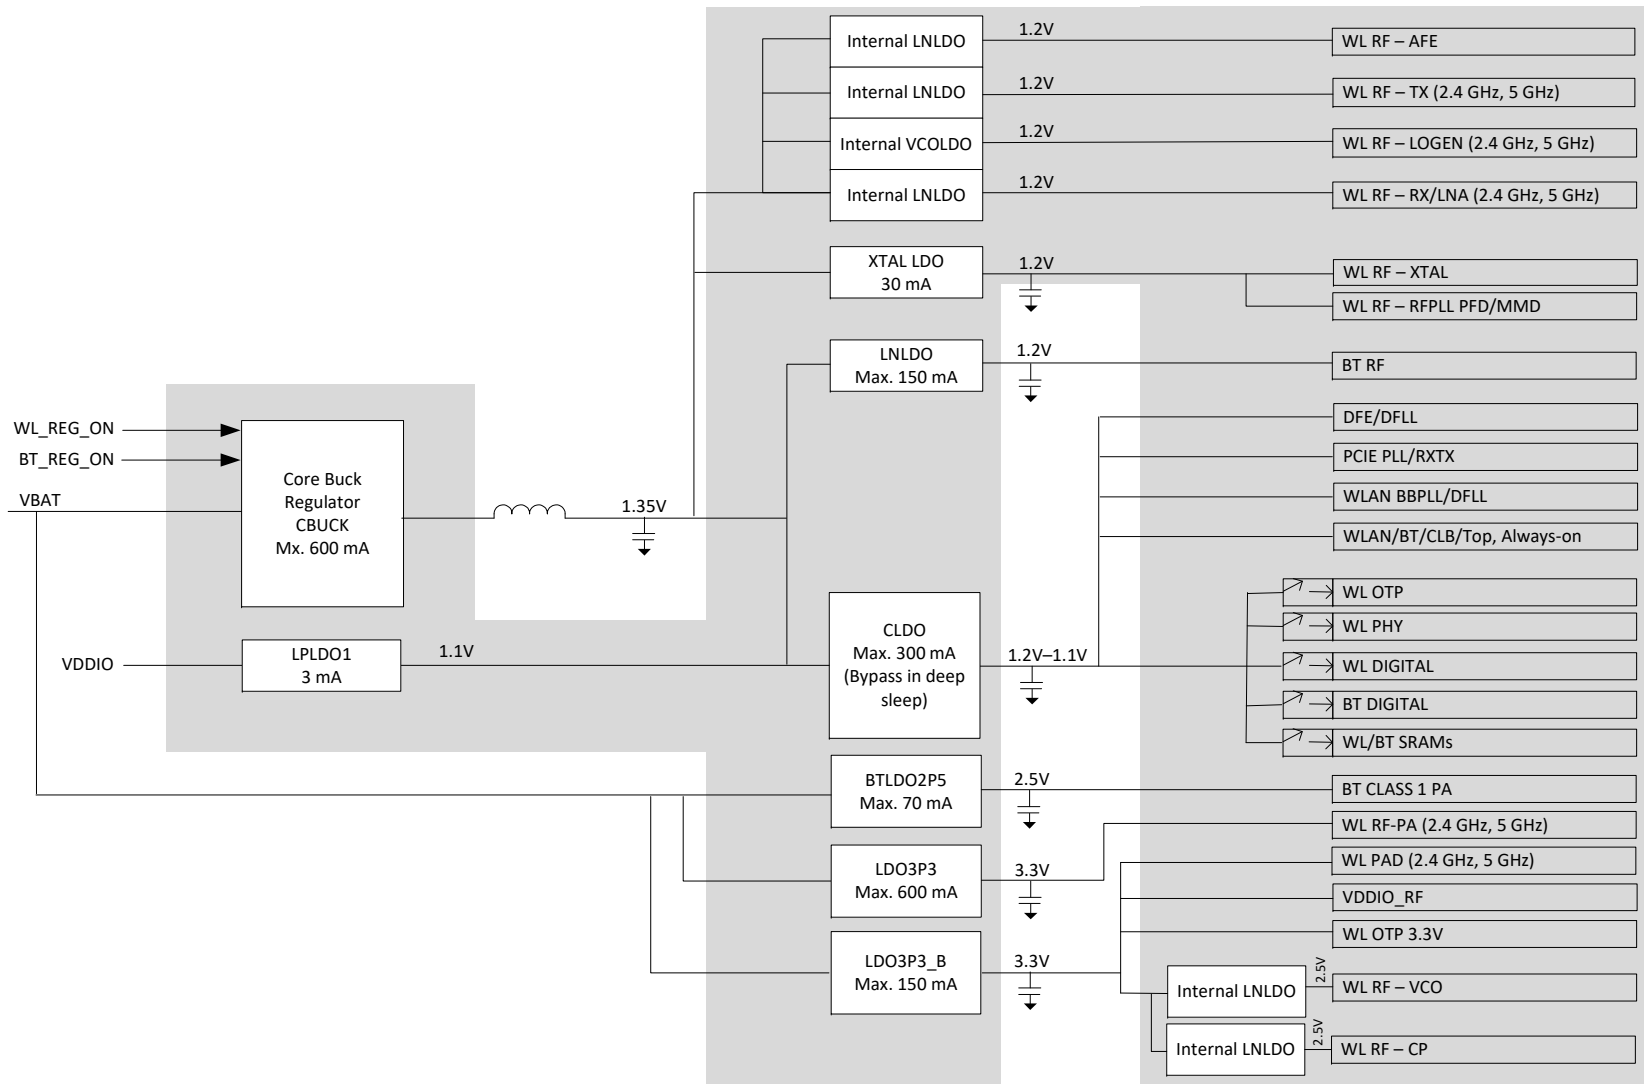 Internal LNLDO
1.2V
WL RF – AFE
Internal LNLDO
1.2V
WL RF – TX (2.4 GHz, 5 GHz)
Internal VCOLDO
1.2V
WL RF – LOGEN (2.4 GHz, 5 GHz)
Internal LNLDO
1.2V
WL RF – RX/LNA (2.4 GHz, 5 GHz)
XTAL LDO
30 mA
1.2V
WL RF – XTAL
WL RF – RFPLL PFD/MMD
LNLDO
Max. 150 mA
1.2V
BT RF
DFE/DFLL
PCIE PLL/RXTX
WLAN BBPLL/DFLL
WLAN/BT/CLB/Top, Always-on
WL_REG_ON
BT_REG_ON
VBAT
Core Buck
Regulator
CBUCK
Mx. 600 mA
1.35V
VDDIO
LPLDO1
3 mA
1.1V
CLDO
Max. 300 mA
(Bypass in deep
sleep)
1.2V–1.1V
WL OTP
WL PHY
WL DIGITAL
BT DIGITAL
WL/BT SRAMs
BTLDO2P5
Max. 70 mA
2.5V
BT CLASS 1 PA
WL RF-PA (2.4 GHz, 5 GHz)
LDO3P3
Max. 600 mA
3.3V
WL PAD (2.4 GHz, 5 GHz)
VDDIO_RF
WL OTP 3.3V
LDO3P3_B
Max. 150 mA
3.3V
Internal LNLDO
2.5V
WL RF – VCO
Internal LNLDO
2.5V
WL RF – CP